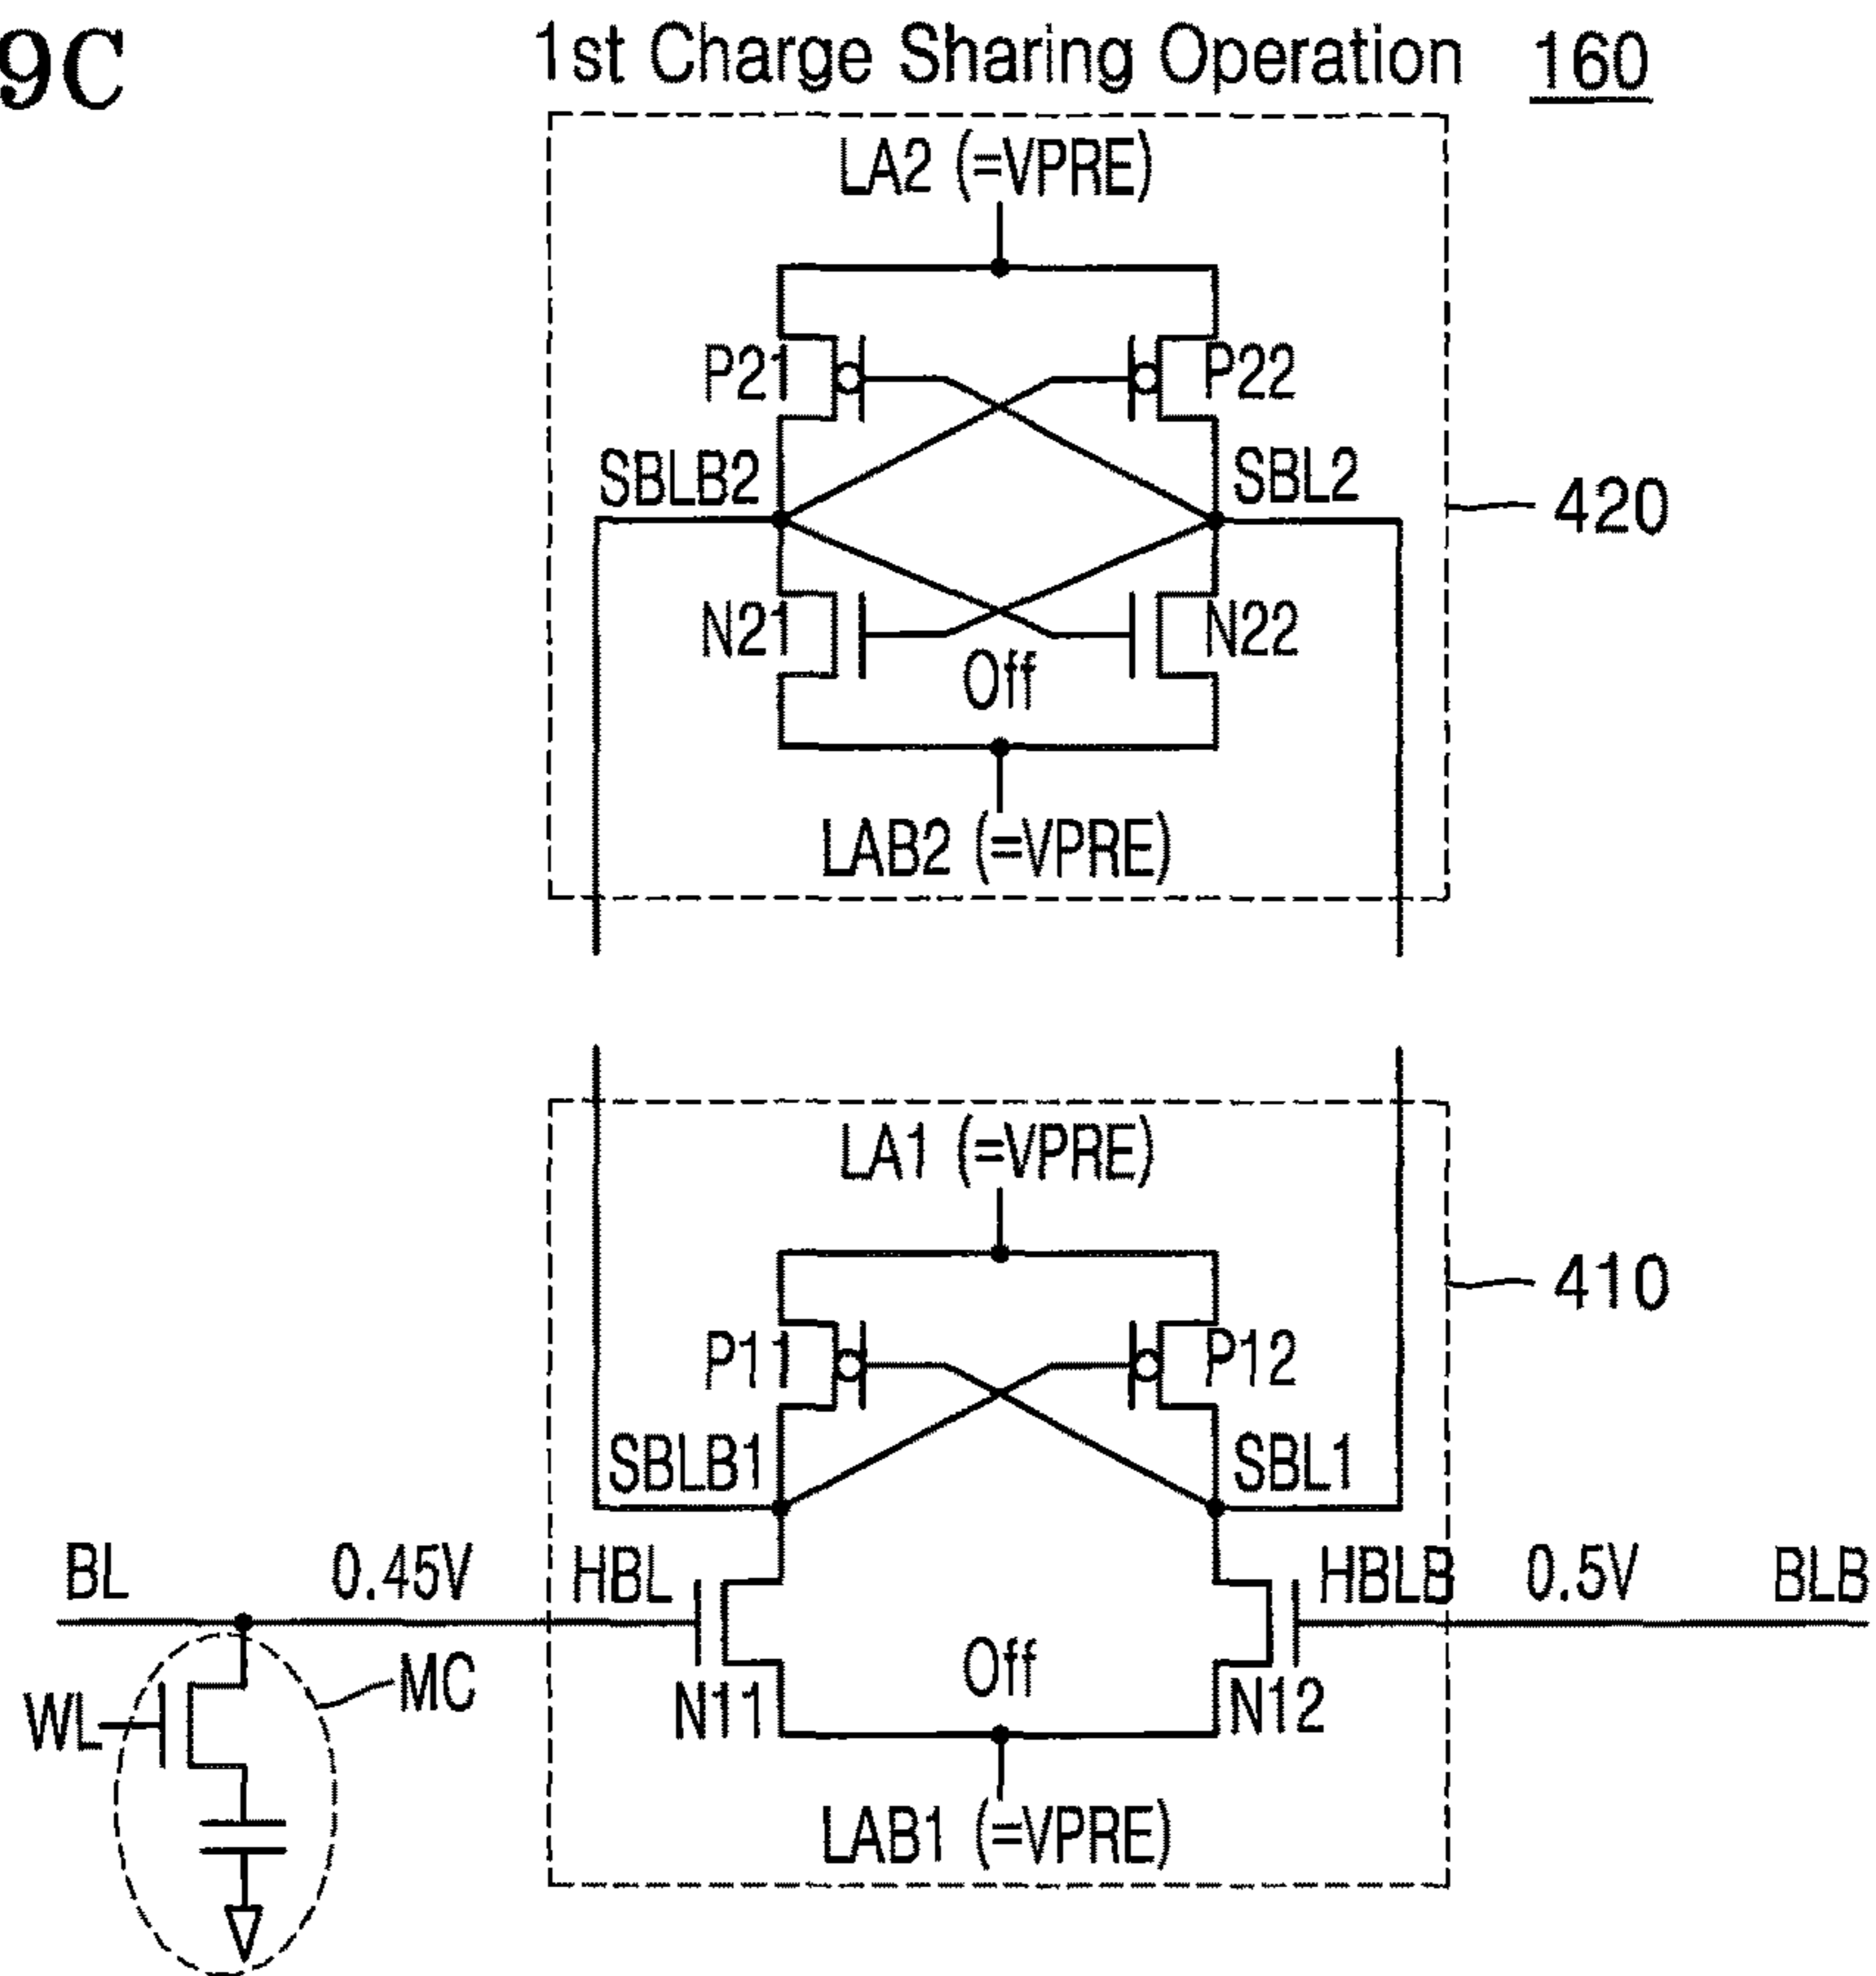 9C
1st Charge Sharing Operation 160
LA2 (=VPRE)
P21 P22
SBLB2 SBL2
420
N21 N22
Off
LAB2 (=VPRE)
LA1 (=VPRE)
410
P11 P12
SBLB1 SBL1
BL 0.45V HBL HBLB 0.5V BLB
Off
MC
WL N11 N12
LAB1 (=VPRE)